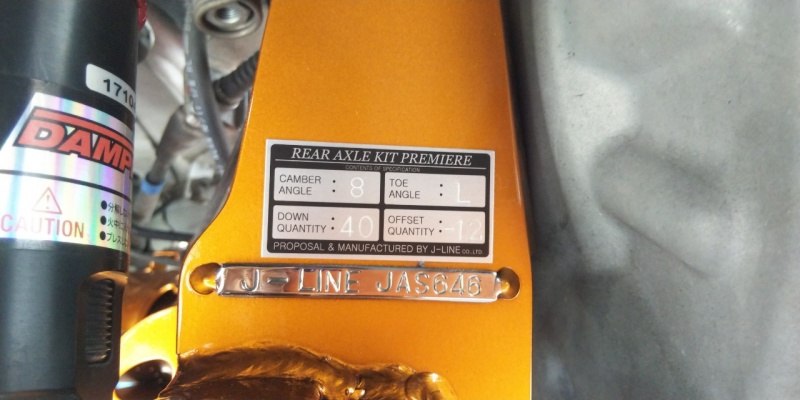 1710
DAMP
CAUTION
REAR AXLE KIT PREMIERE
CONTENTS OF SPECIFICATION
CAMBER ANGLE : 8
TOE ANGLE : L
DOWN QUANTITY : 40
OFFSET QUANTITY : -12
PROPOSAL & MANUFACTURED BY J-LINE CO.,LTD.
J-LINE JAS646